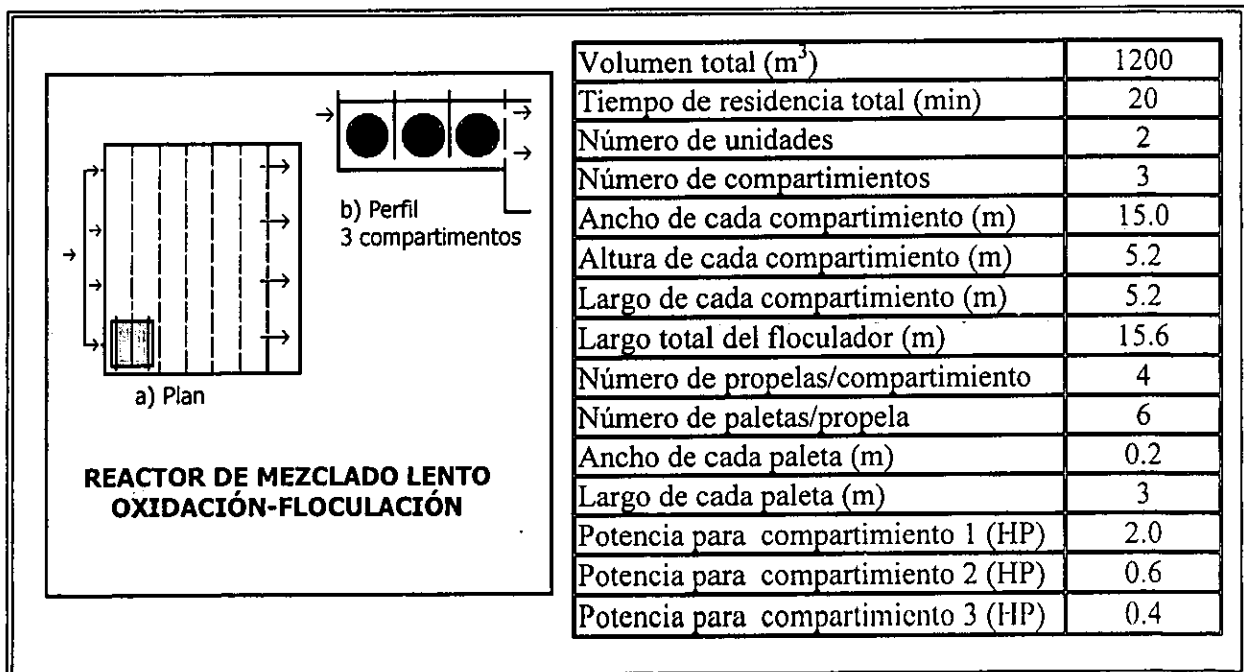 b) Perfil
3 compartimentos
a) Plan
REACTOR DE MEZCLADO LENTO
OXIDACIÓN-FLOCULACIÓN
Volumen total (m³) 1200
Tiempo de residencia total (min) 20
Número de unidades 2
Número de compartimientos 3
Ancho de cada compartimiento (m) 15.0
Altura de cada compartimiento (m) 5.2
Largo de cada compartimiento (m) 5.2
Largo total del floculador (m) 15.6
Número de propelas/compartimiento 4
Número de paletas/propela 6
Ancho de cada paleta (m) 0.2
Largo de cada paleta (m) 3
Potencia para compartimiento 1 (HP) 2.0
Potencia para compartimiento 2 (HP) 0.6
Potencia para compartimiento 3 (HP) 0.4